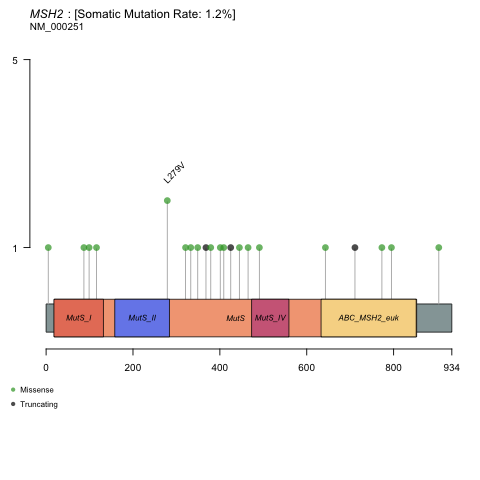 MSH2 : [Somatic Mutation Rate: 1.2%]
NM_000251
5
L279V
1
MutS_I
MutS_II
MutS
MutS_IV
ABC_MSH2_euk
0
200
400
600
800
934
Missense
Truncating